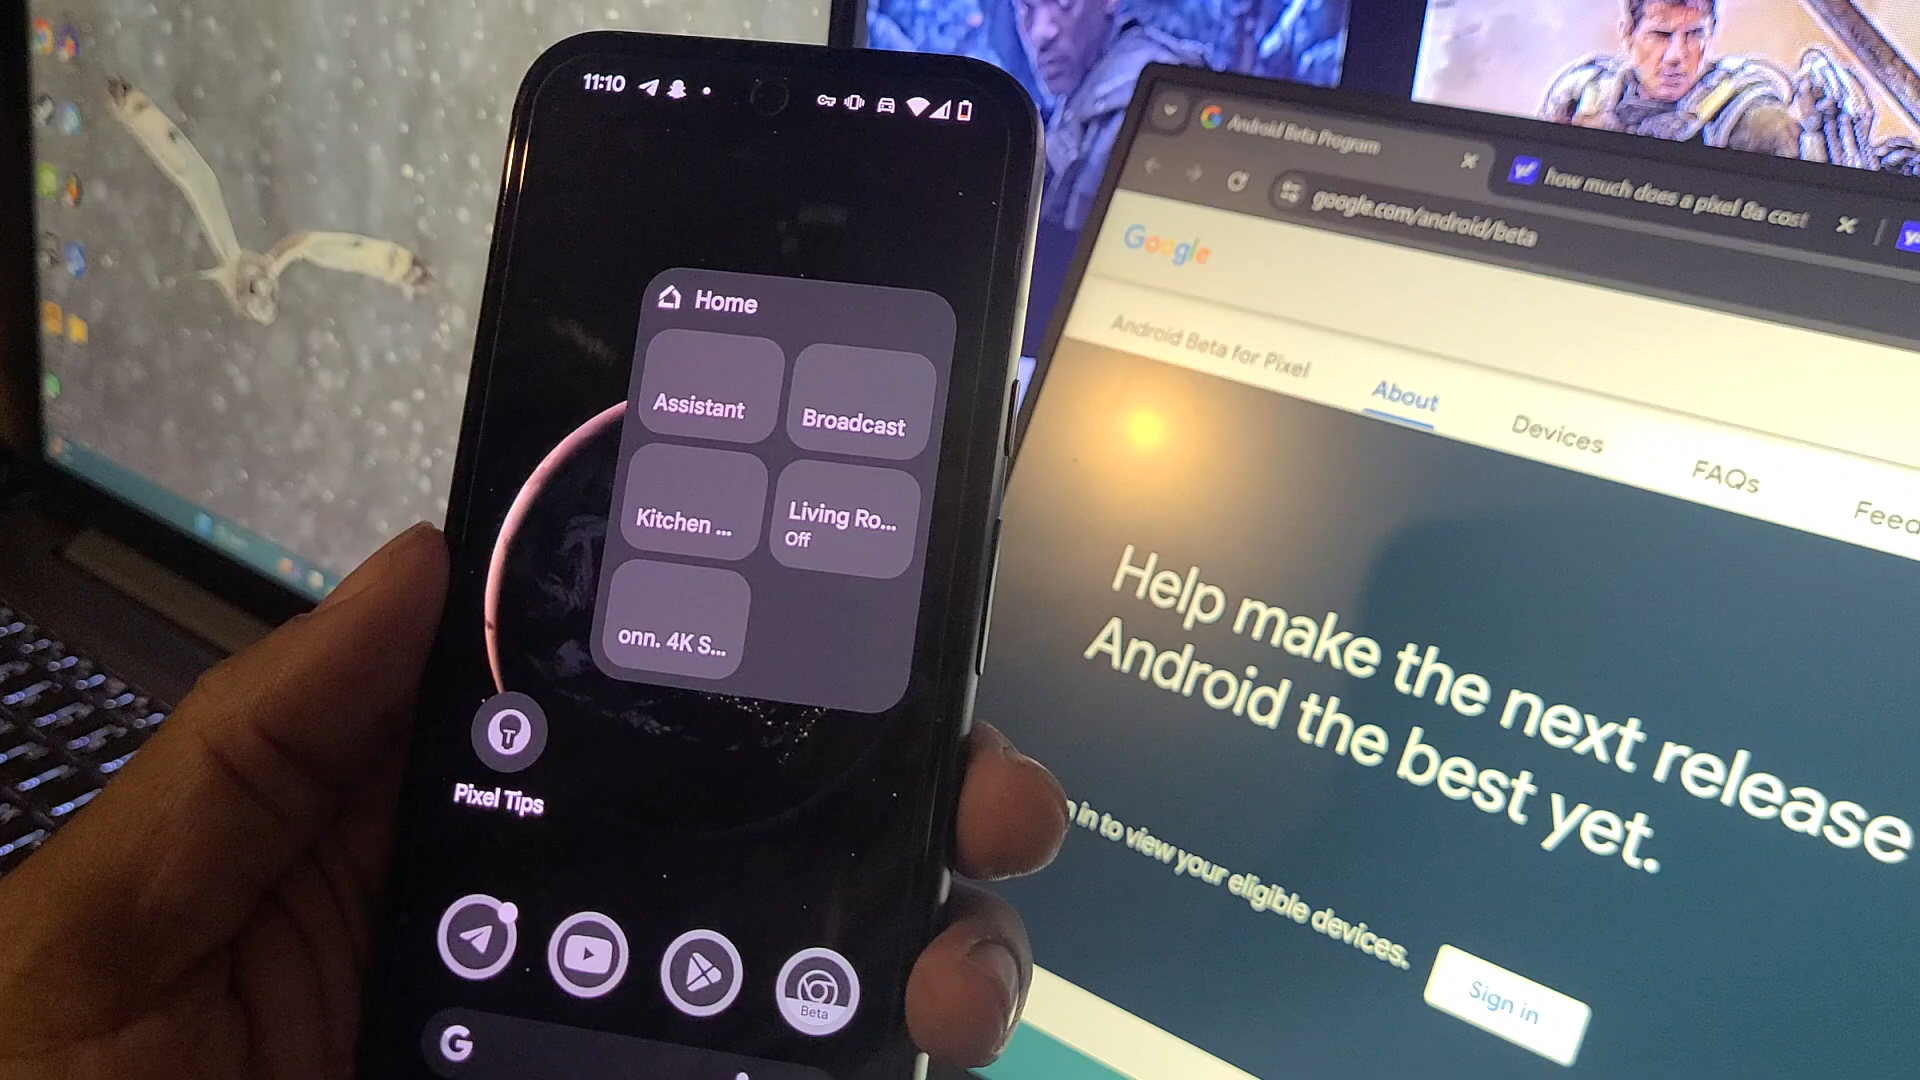 11:10
Home
Assistant
Broadcast
Kitchen ...
Living Ro...
Off
onn. 4K S...
Pixel Tips
Beta
G
Android Beta Program
how much does a pixel 8a cost
google.com/android/beta
Google
Android Beta for Pixel
About
Devices
FAQs
Feed
Help make the next release
Android the best yet.
n in to view your eligible devices.
Sign in